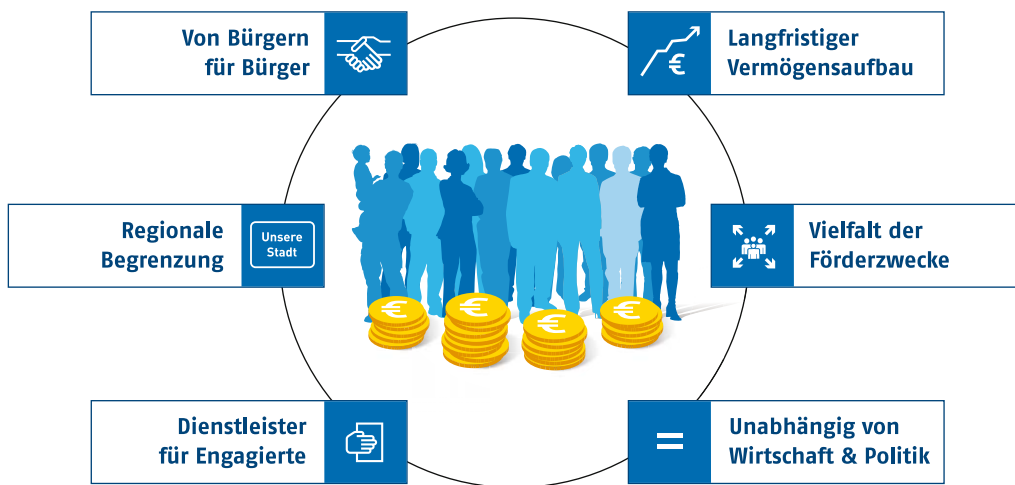 Von Bürgern
für Bürger
Langfristiger
Vermögensaufbau
€
Regionale
Begrenzung
Unsere
Stadt
Vielfalt der
Förderzwecke
€
€
€
€
Dienstleister
für Engagierte
=
Unabhängig von
Wirtschaft & Politik